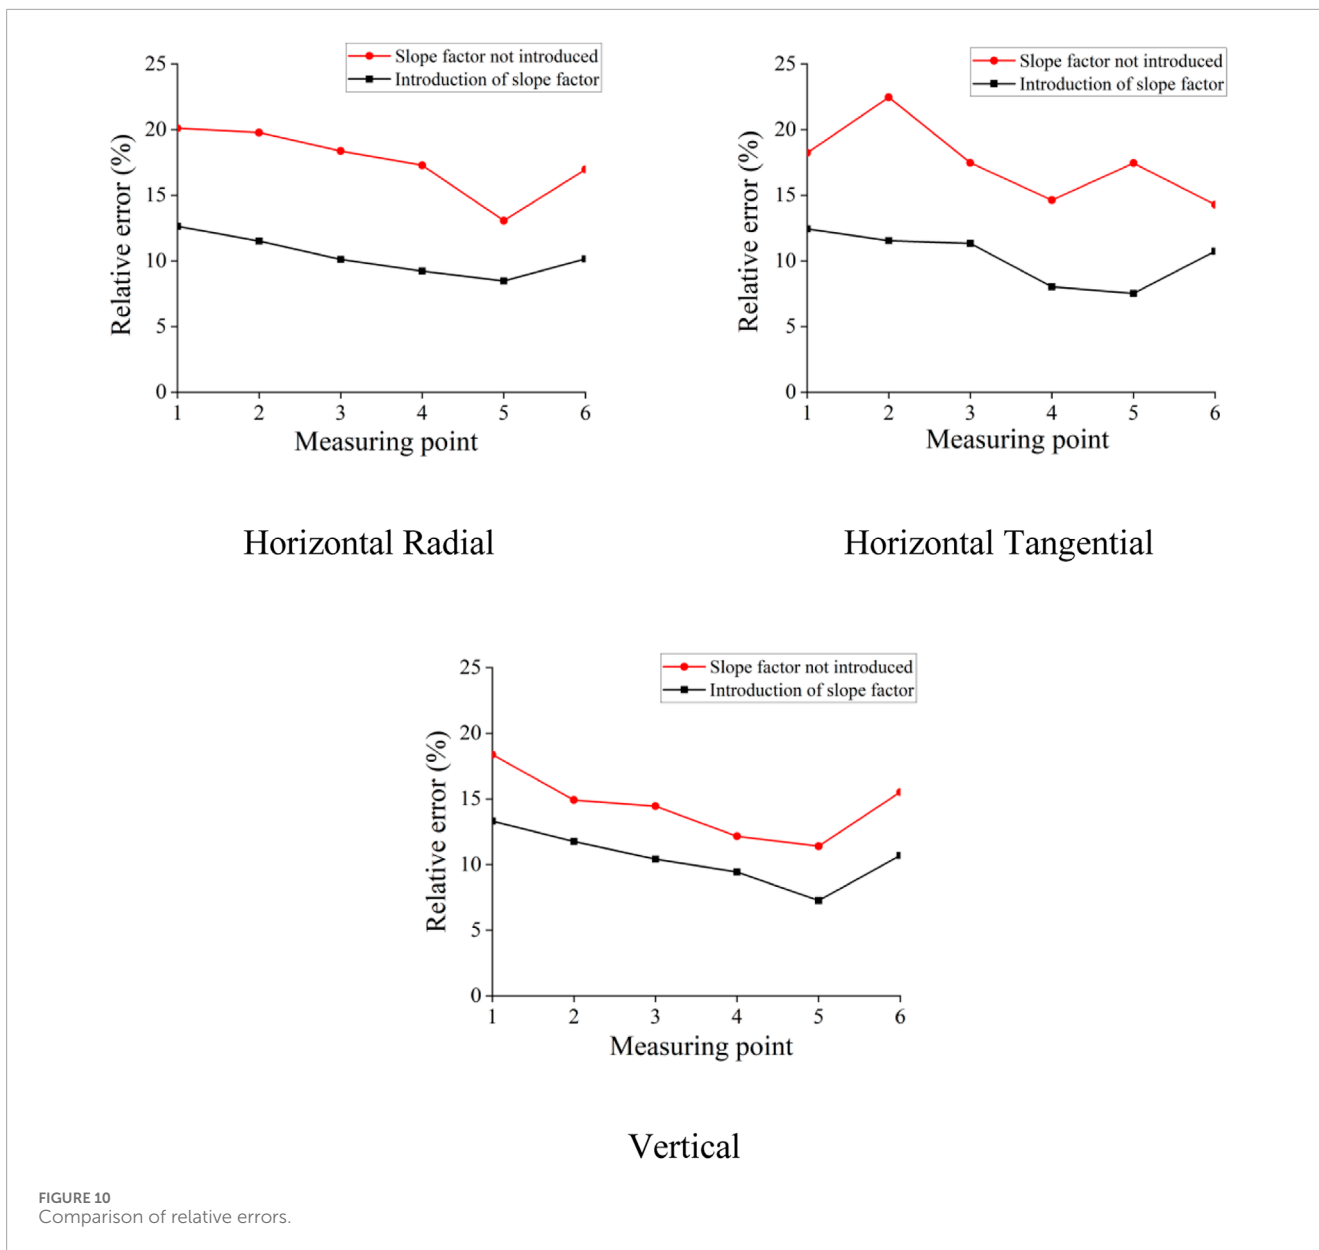 Slope factor not introduced
Introduction of slope factor
25
20
15
10
5
0
Relative error (%)
1 2 3 4 5 6
Measuring point
Horizontal Radial
Slope factor not introduced
Introduction of slope factor
25
20
15
10
5
0
Relative error (%)
1 2 3 4 5 6
Measuring point
Horizontal Tangential
Slope factor not introduced
Introduction of slope factor
25
20
15
10
5
0
Relative error (%)
1 2 3 4 5 6
Measuring point
Vertical
FIGURE 10
Comparison of relative errors.